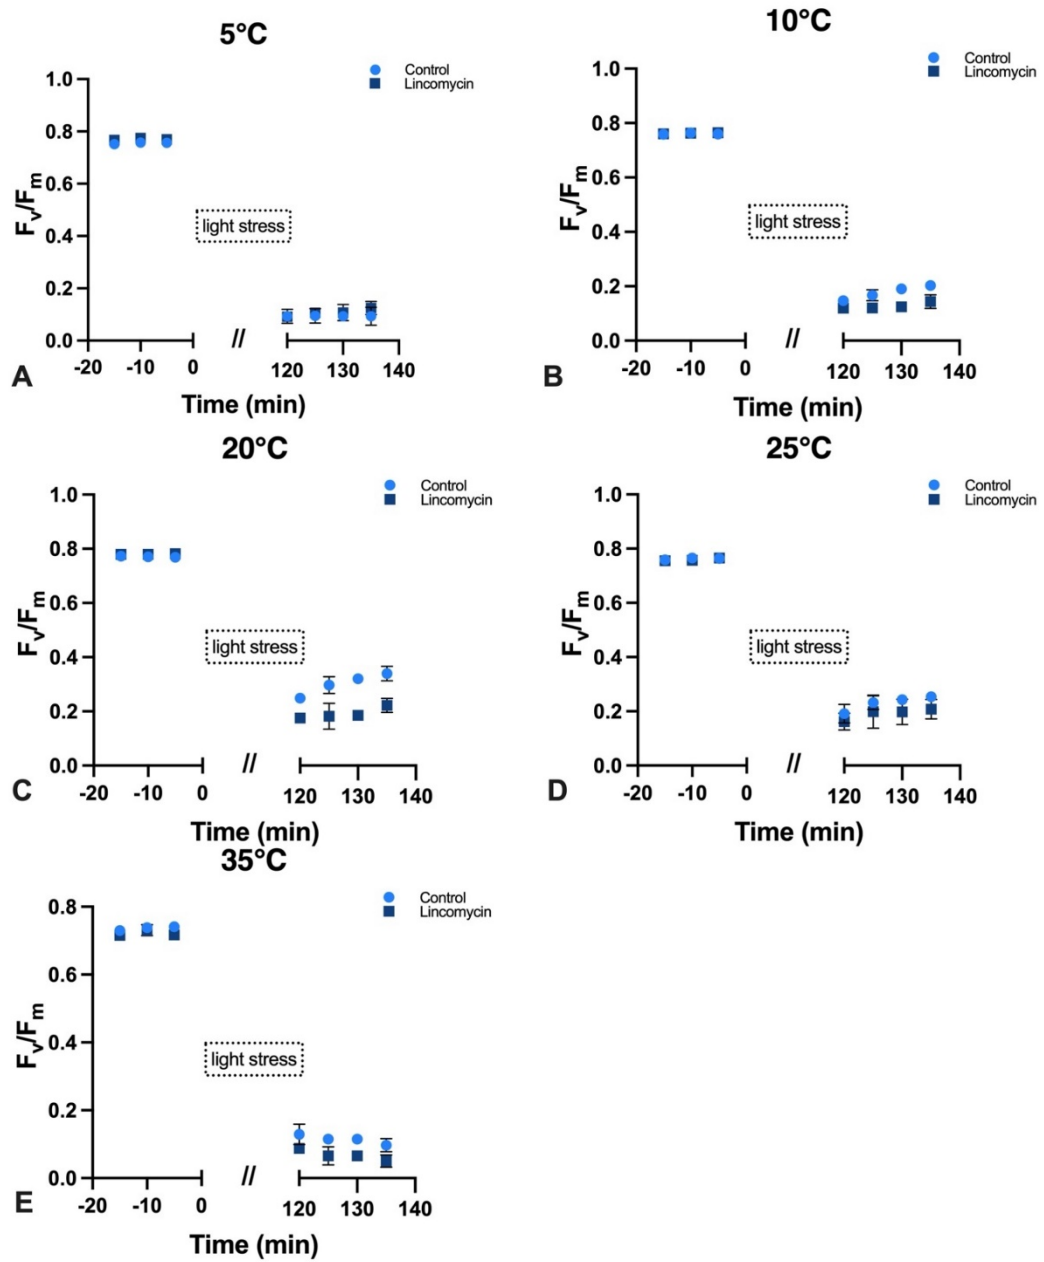 5°C
Control
Lincomycin
1.0
0.8
0.6
0.4
0.2
0.0
Fv/Fm
light stress
//
-20 -10 0 120 130 140
A
Time (min)
10°C
Control
Lincomycin
1.0
0.8
0.6
0.4
0.2
0.0
Fv/Fm
light stress
//
-20 -10 0 120 130 140
B
Time (min)
20°C
Control
Lincomycin
1.0
0.8
0.6
0.4
0.2
0.0
Fv/Fm
light stress
//
-20 -10 0 120 130 140
C
Time (min)
25°C
Control
Lincomycin
1.0
0.8
0.6
0.4
0.2
0.0
Fv/Fm
light stress
//
-20 -10 0 120 130 140
D
Time (min)
35°C
Control
Lincomycin
0.8
0.6
0.4
0.2
0.0
Fv/Fm
light stress
//
-20 -10 0 120 130 140
E
Time (min)